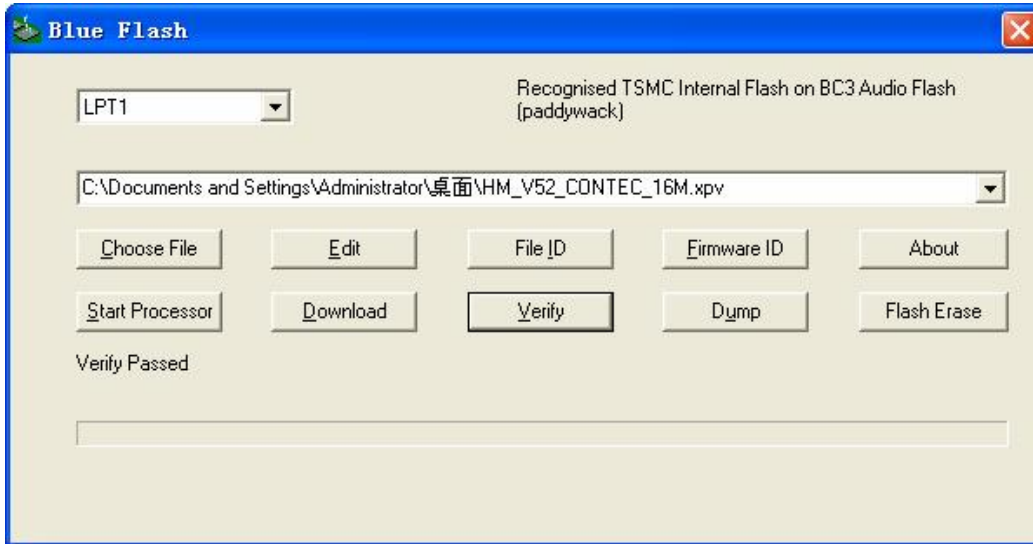 Blue Flash
LPT1
Recognised TSMC Internal Flash on BC3 Audio Flash
(paddywack)
C:\Documents and Settings\Administrator\桌面\HM_V52_CONTEC_16M.xpv
Choose File
Edit
File ID
Firmware ID
About
Start Processor
Download
Verify
Dump
Flash Erase
Verify Passed